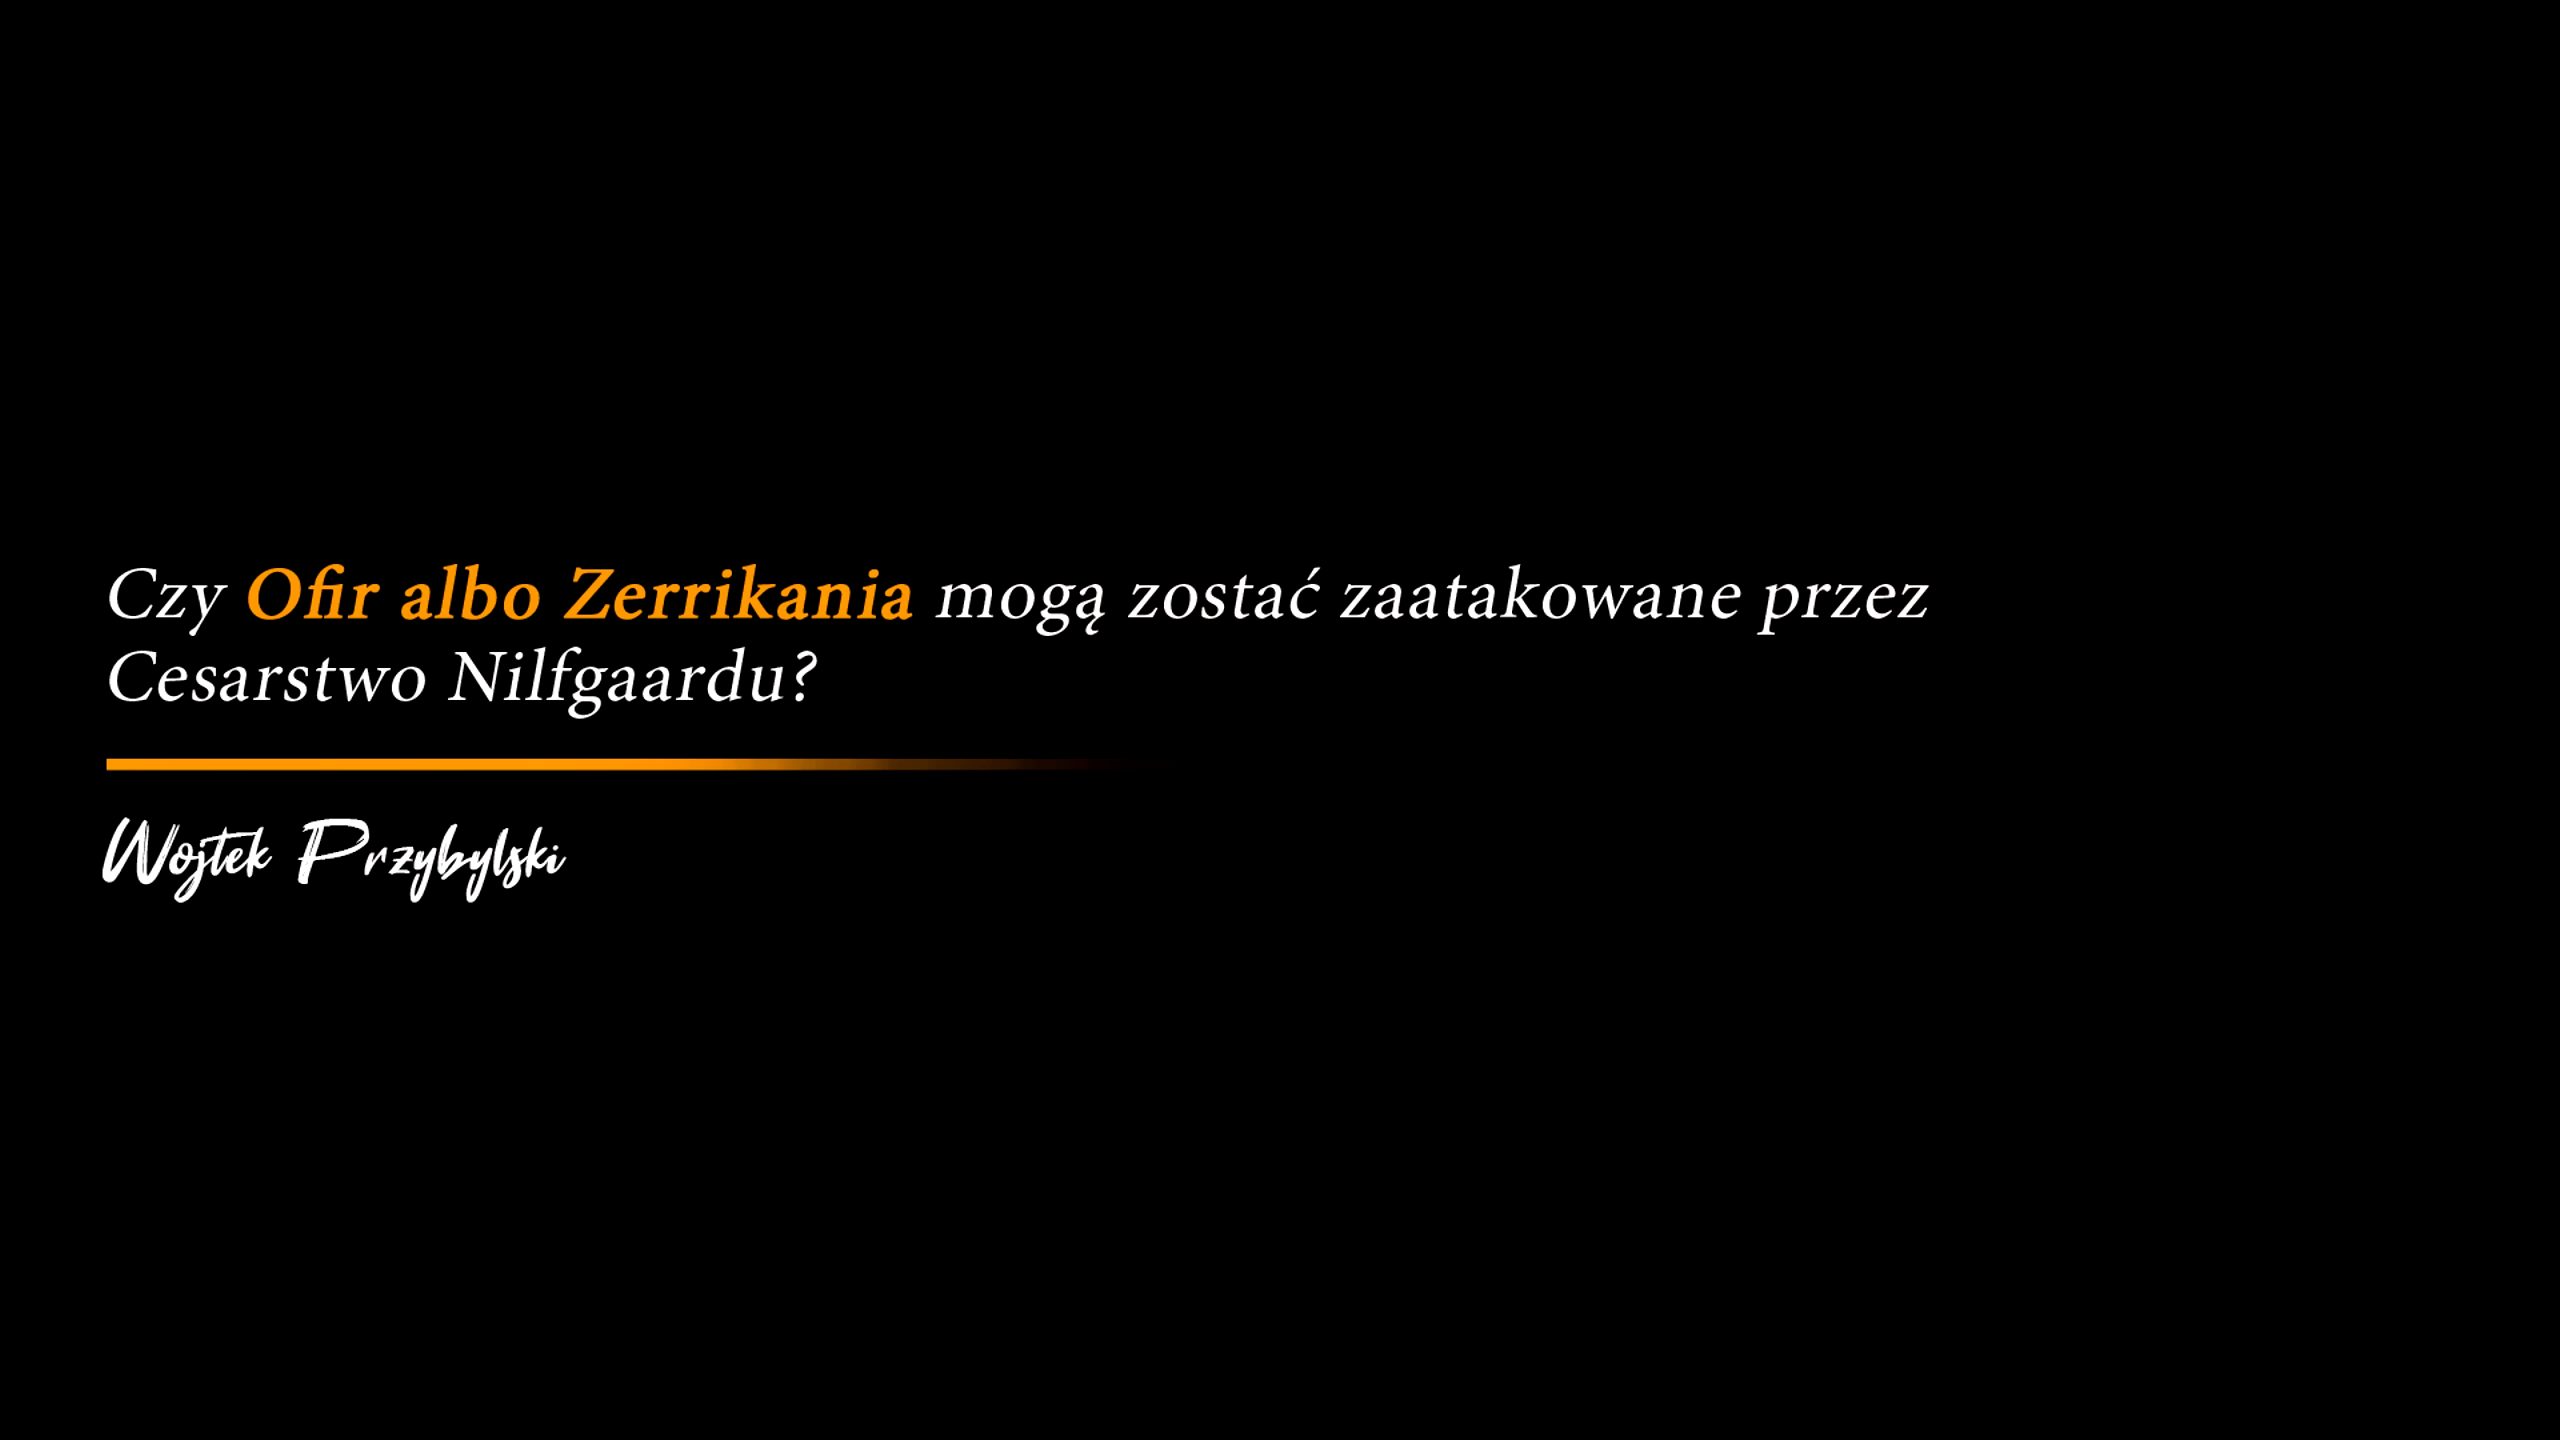 Czy Ofir albo Zerrikania mogą zostać zaatakowane przez
Cesarstwo Nilfgaardu?
Wojtek Przybylski